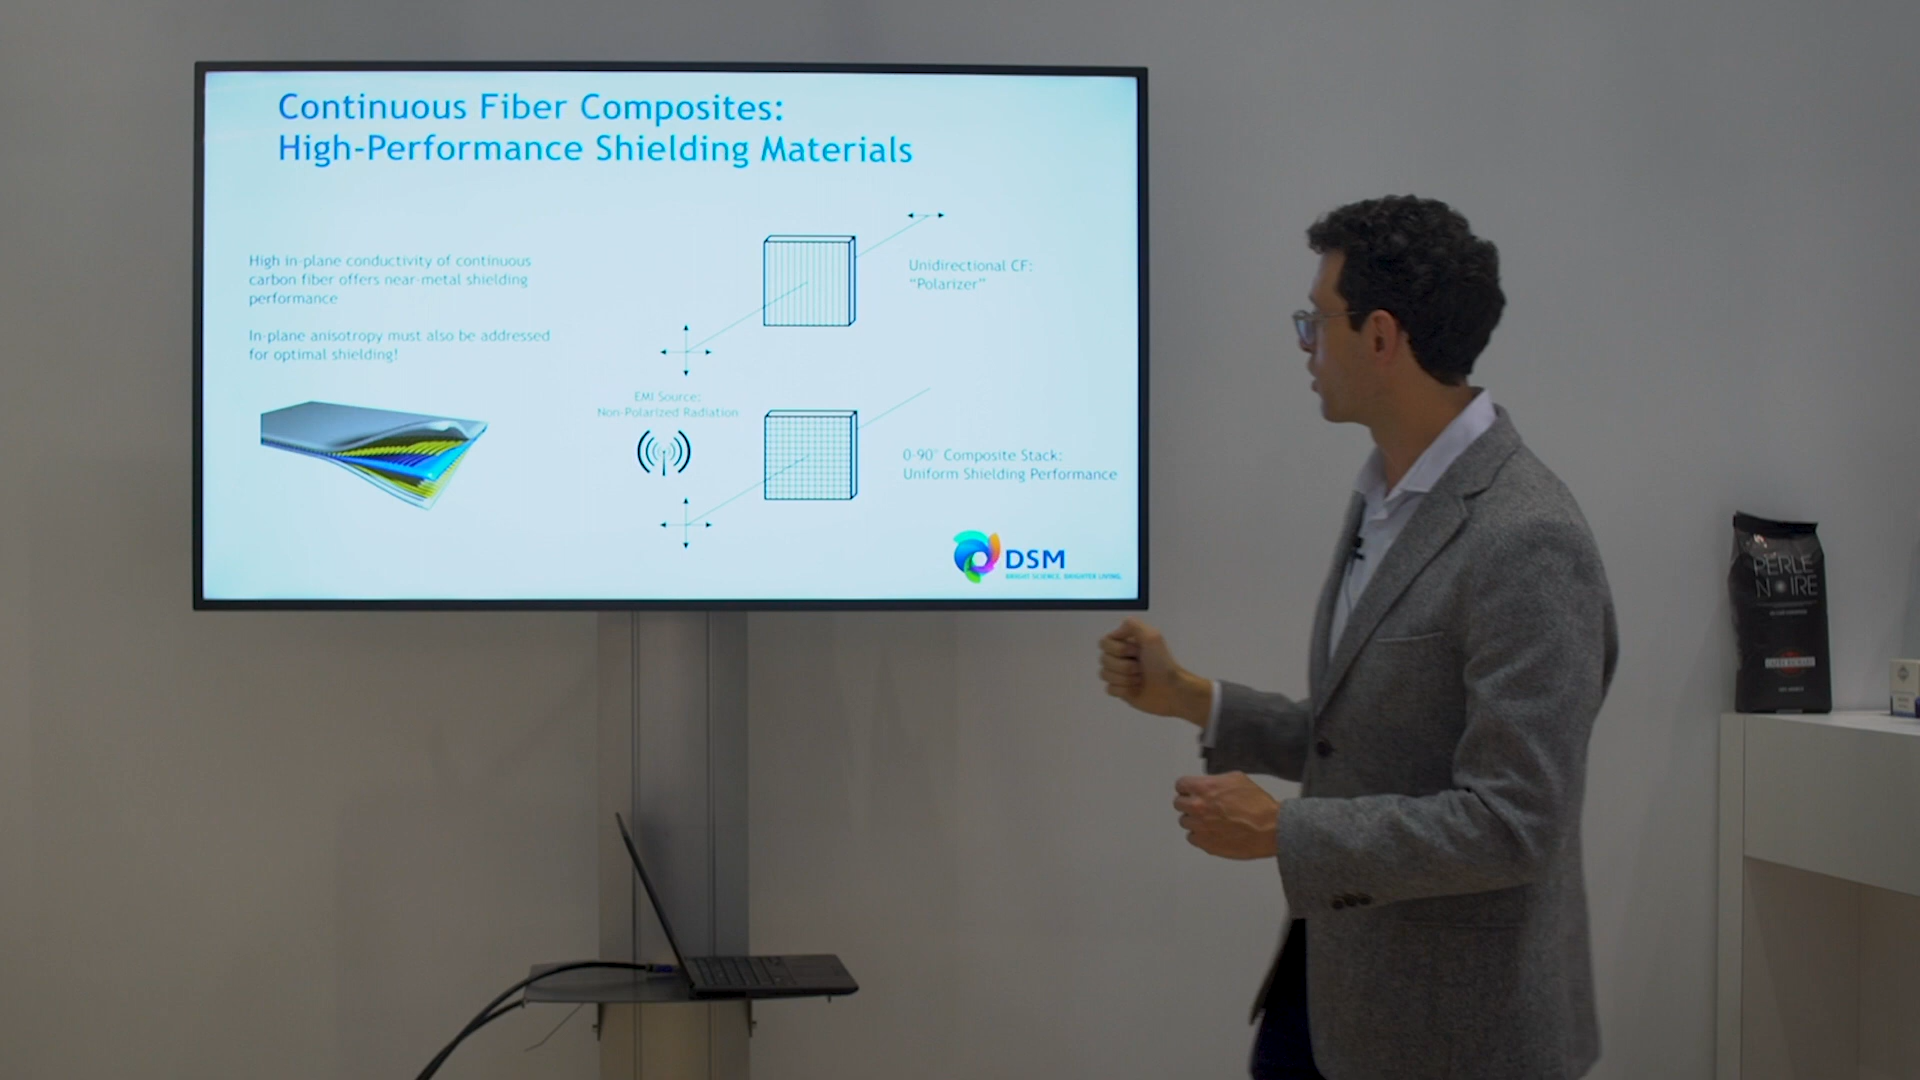 Continuous Fiber Composites:
High-Performance Shielding Materials
High in-plane conductivity of continuous
carbon fiber offers near-metal shielding
performance
In-plane anisotropy must also be addressed
for optimal shielding!
Unidirectional CF:
"Polarizer"
EMI Source:
Non-Polarized Radiation
0-90° Composite Stack:
Uniform Shielding Performance
DSM
BRIGHT SCIENCE. BRIGHTER LIVING.
PERLE
NOIRE